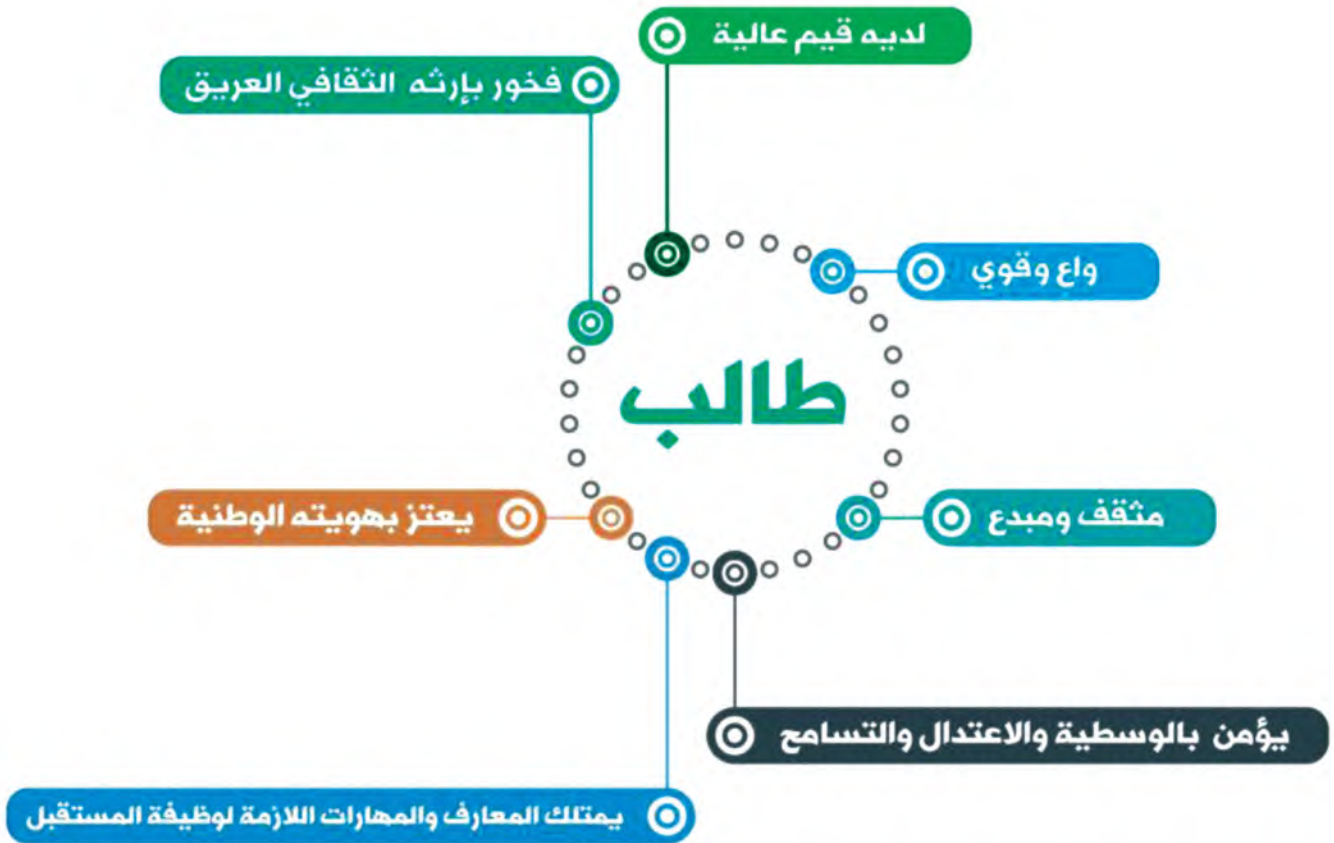 لديه قيم عالية
فخور بإرثه الثقافي العريق
واع وقوي
طالب
مثقف ومبدع
يعتز بهويته الوطنية
يؤمن بالوسطية والاعتدال والتسامح
يمتلك المعارف والمهارات اللازمة لوظيفة المستقبل